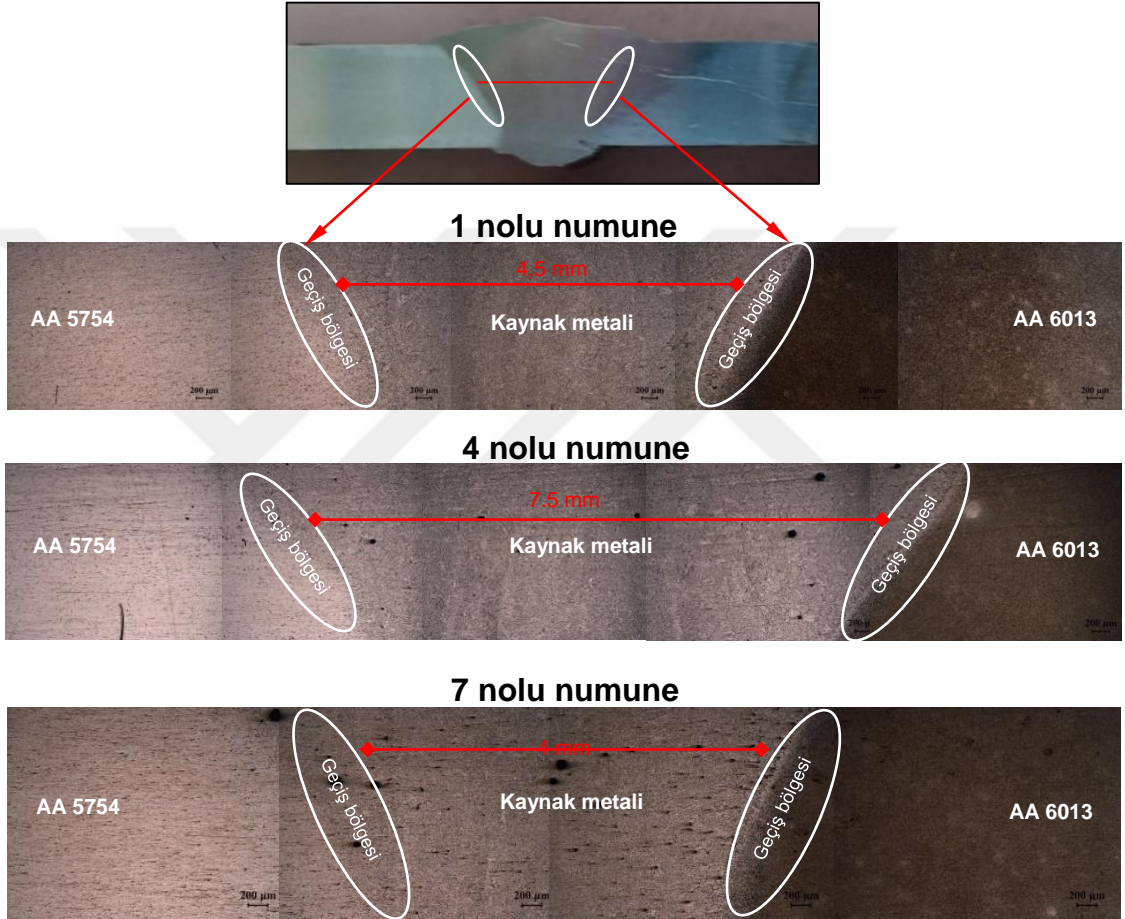 1 nolu numune
4,5 mm
Geçiş bölgesi
Geçiş bölgesi
AA 5754
Kaynak metali
AA 6013
200 µm
200 µm
200 µm
200 µm
200 µm
4 nolu numune
7.5 mm
Geçiş bölgesi
Geçiş bölgesi
AA 5754
Kaynak metali
AA 6013
200 µ
200 µm
7 nolu numune
4 mm
Geçiş bölgesi
Geçiş bölgesi
AA 5754
Kaynak metali
AA 6013
200 µm
200 µm
200 µm
200 µm
200 µm